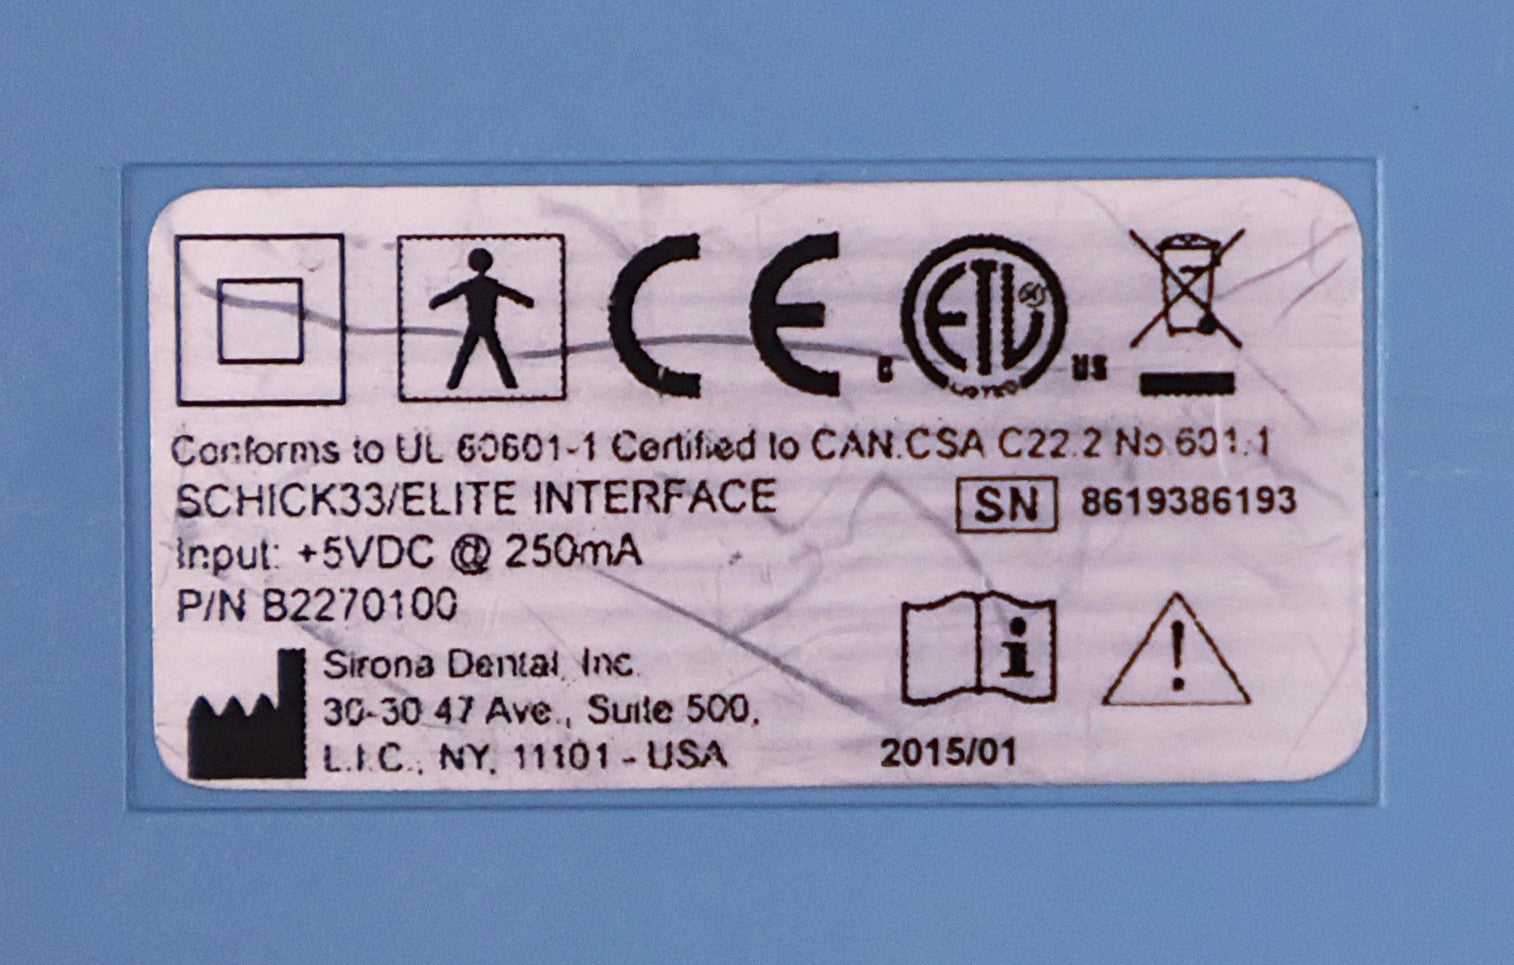 CE C ETL LISTED US
Conforms to UL 60601-1 Certified to CAN.CSA C22.2 No.601.1
SCHICK33/ELITE INTERFACE SN 8619386193
Input: +5VDC @ 250mA
P/N B2270100
Sirona Dental, Inc.
30-30 47 Ave., Suite 500,
L.I.C., NY, 11101 - USA 2015/01